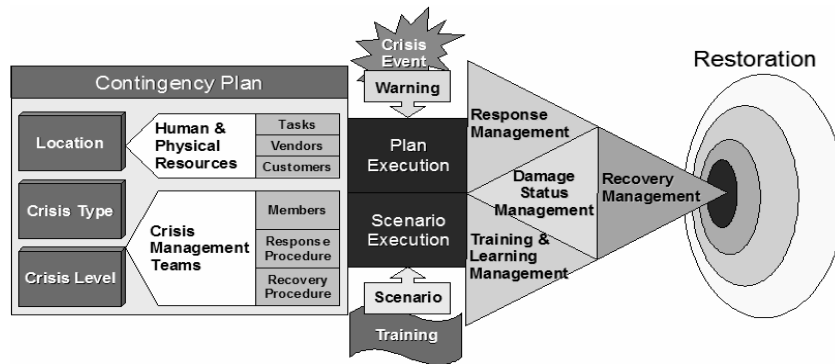 Contingency Plan
Location
Human &
Physical
Resources
Tasks
Vendors
Customers
Crisis Type
Crisis Level
Crisis
Management
Teams
Members
Response
Procedure
Recovery
Procedure
Crisis
Event
Warning
Plan
Execution
Scenario
Execution
Scenario
Training
Response
Management
Damage
Status
Management
Training &
Learning
Management
Recovery
Management
Restoration